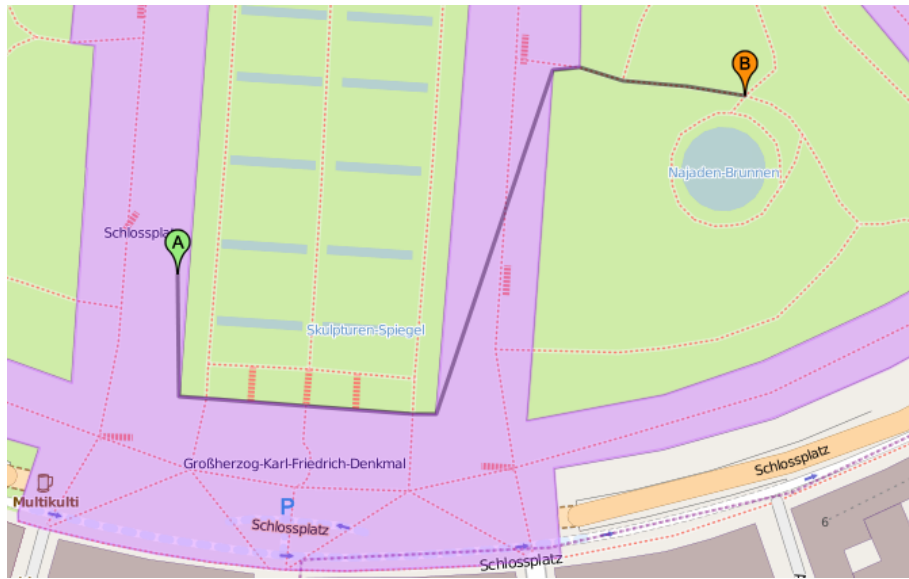 B
Najaden-Brunnen
Schlossplatz
A
Skulpturen-Spiegel
Großherzog-Karl-Friedrich-Denkmal
Schlossplatz
Multikulti
P
Schlossplatz
6
Schlossplatz